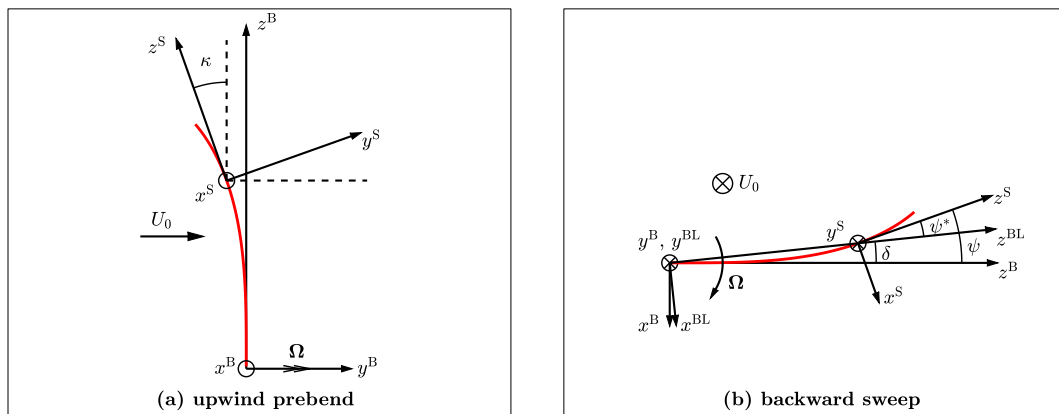 z^B
z^S
κ
y^S
x^S
U_0
Ω
x^B
y^B
(a) upwind prebend
U_0
z^S
y^S
ψ*
z^BL
y^B, y^BL
δ
ψ
z^B
Ω
x^S
x^B
x^BL
(b) backward sweep